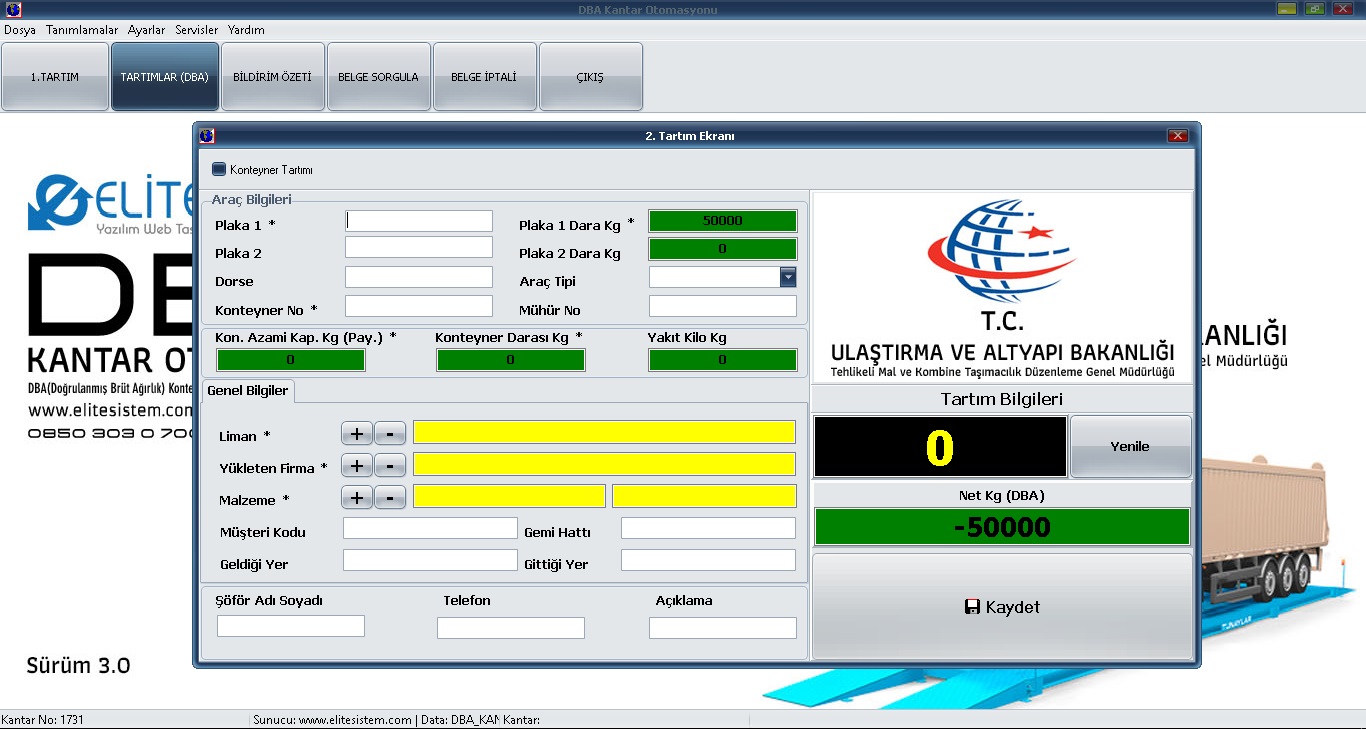 DBA Kantar Otomasyonu
Dosya Tanımlamalar Ayarlar Servisler Yardım
1.TARTIM
TARTIMLAR (DBA)
BİLDİRİM ÖZETİ
BELGE SORGULA
BELGE İPTALİ
ÇIKIŞ
2. Tartım Ekranı
Konteyner Tartımı
Araç Bilgileri
Plaka 1 *
Plaka 1 Dara Kg * 50000
Plaka 2
Plaka 2 Dara Kg 0
Dorse
Araç Tipi
Konteyner No *
Mühür No
Kon. Azami Kap. Kg (Pay.) * Konteyner Darası Kg * Yakıt Kilo Kg
0 0 0
Genel Bilgiler
Liman * + -
Yükleten Firma * + -
Malzeme * + -
Müşteri Kodu Gemi Hattı
Geldiği Yer Gittiği Yer
Şöför Adı Soyadı Telefon Açıklama
T.C.
ULAŞTIRMA VE ALTYAPI BAKANLIĞI
Tehlikeli Mal ve Kombine Taşımacılık Düzenleme Genel Müdürlüğü
Tartım Bilgileri
0 Yenile
Net Kg (DBA)
-50000
Kaydet
ELİTE
Yazılım Web Tas
DB
KANTAR OT
DBA(Doğrulanmış Brüt Ağırlık) Konte
www.elitesistem.con
0850 303 0 700
Sürüm 3.0
ANLIĞI
el Müdürlüğü
TUNAYLAR
Kantar No: 1731 Sunucu: www.elitesistem.com | Data: DBA_KAN Kantar: